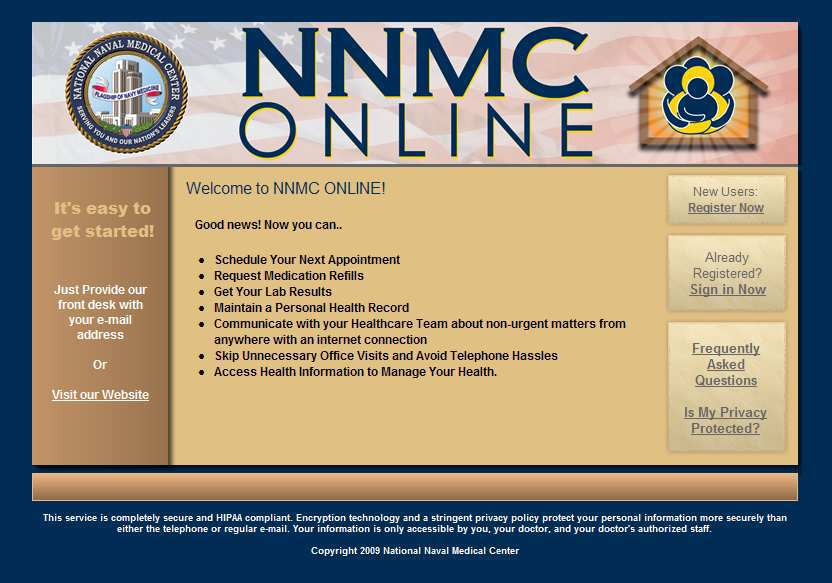 NATIONAL NAVAL MEDICAL CENTER
FLAGSHIP OF NAVY MEDICINE
SERVING YOU AND OUR NATION'S LEADERS
NNMC
ONLINE
It's easy to
get started!
Just Provide our
front desk with
your e-mail
address
Or
Visit our Website
Welcome to NNMC ONLINE!
Good news! Now you can..
• Schedule Your Next Appointment
• Request Medication Refills
• Get Your Lab Results
• Maintain a Personal Health Record
• Communicate with your Healthcare Team about non-urgent matters from
anywhere with an internet connection
• Skip Unnecessary Office Visits and Avoid Telephone Hassles
• Access Health Information to Manage Your Health.
New Users:
Register Now
Already
Registered?
Sign in Now
Frequently
Asked
Questions
Is My Privacy
Protected?
This service is completely secure and HIPAA compliant. Encryption technology and a stringent privacy policy protect your personal information more securely than
either the telephone or regular e-mail. Your information is only accessible by you, your doctor, and your doctor's authorized staff.
Copyright 2009 National Naval Medical Center